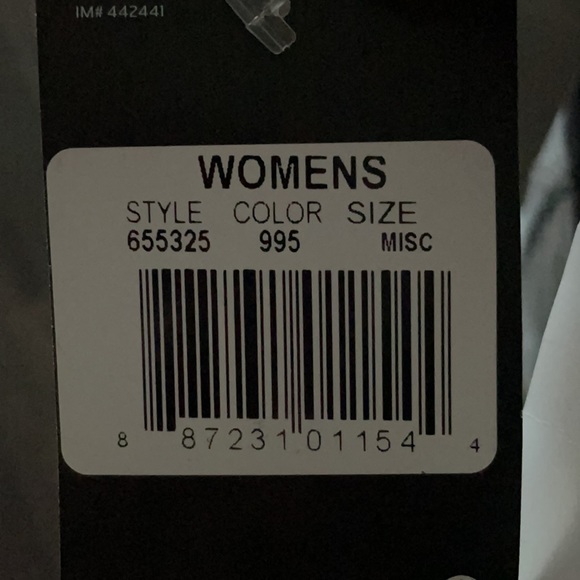 IM# 442441
WOMENS
STYLE COLOR SIZE
655325 995 MISC
8 87231 01154 4